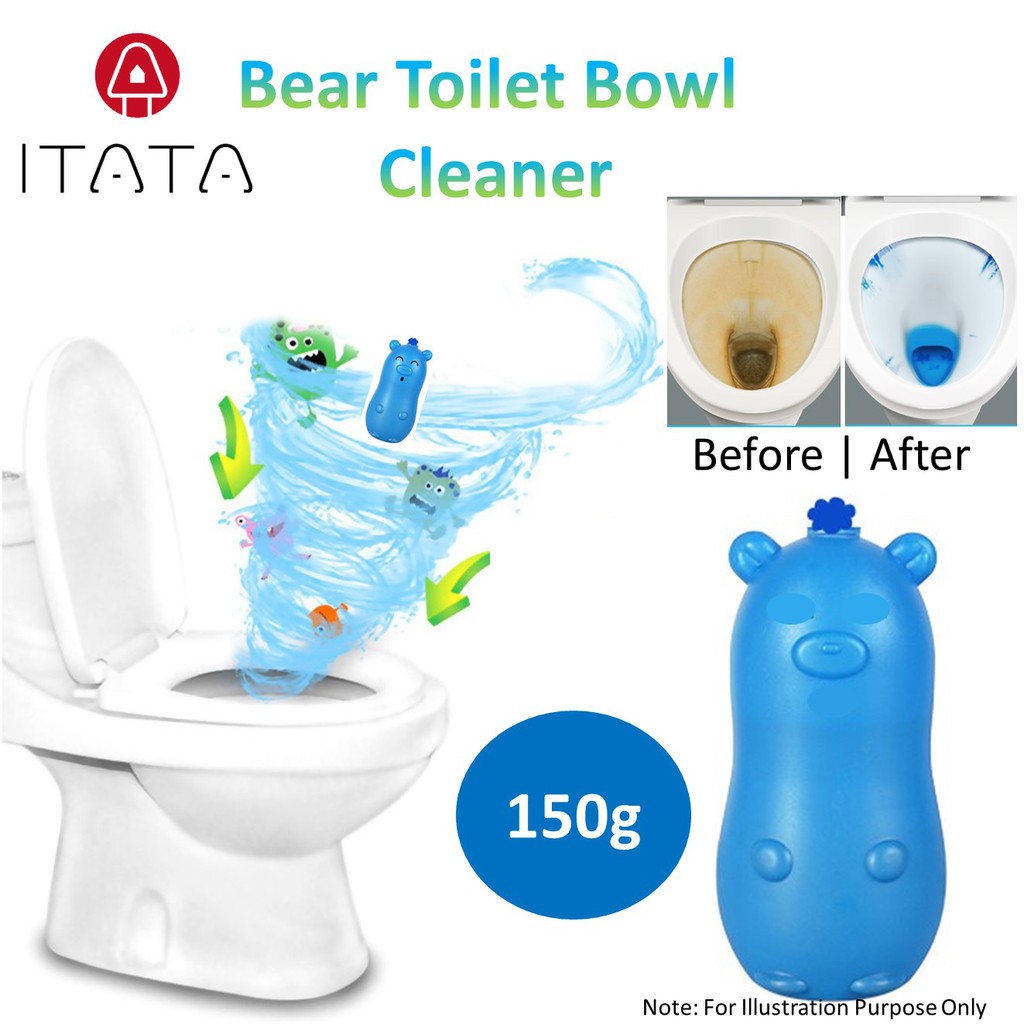 ITATA
Bear Toilet Bowl
Cleaner
Before | After
150g
Note: For Illustration Purpose Only